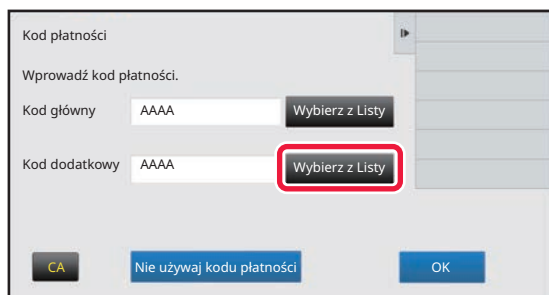 Kod płatności
Wprowadź kod płatności.
Kod główny AAAA Wybierz z Listy
Kod dodatkowy AAAA Wybierz z Listy
CA Nie używaj kodu płatności OK